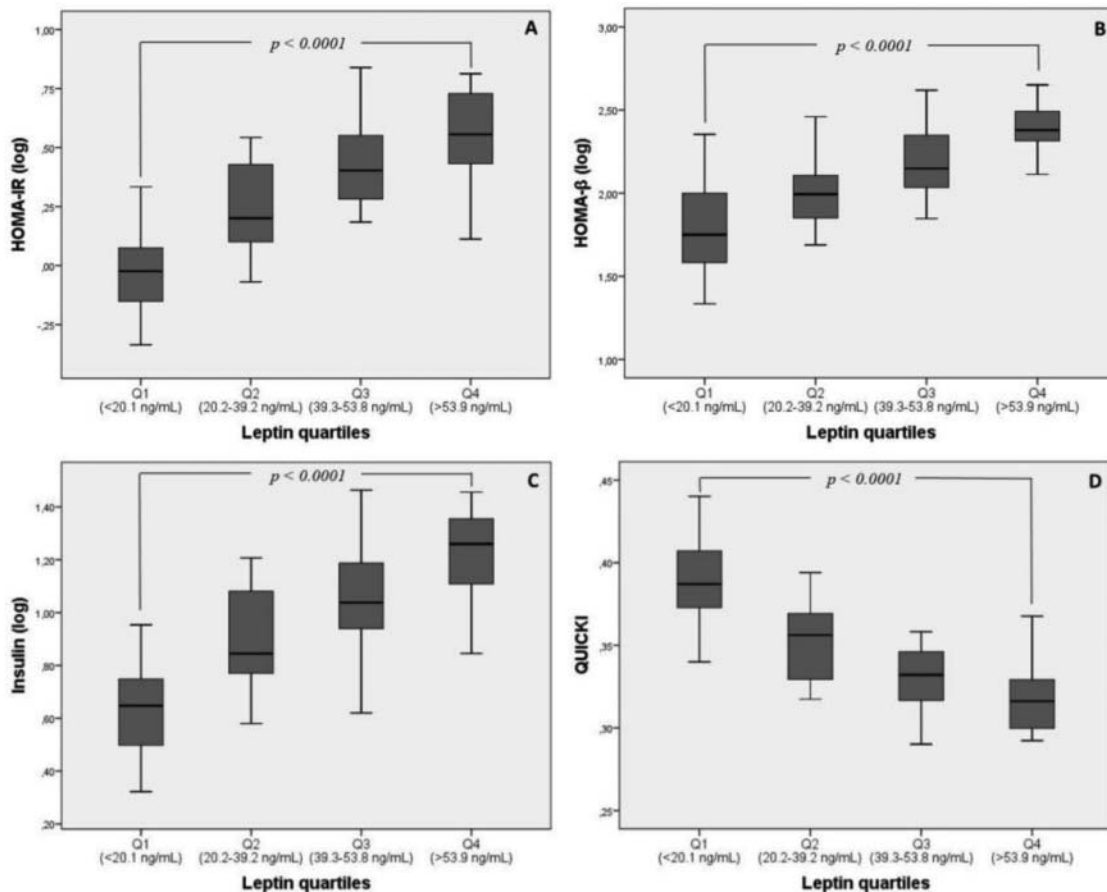 A
p < 0.0001
1,00
,75
,50
,25
,00
-,25
HOMA-IR (log)
Q1 Q2 Q3 Q4
(<20.1 ng/mL) (20.2-39.2 ng/mL) (39.3-53.8 ng/mL) (>53.9 ng/mL)
Leptin quartiles
B
p < 0.0001
3,00
2,50
2,00
1,50
1,00
HOMA-β (log)
Q1 Q2 Q3 Q4
(<20.1 ng/mL) (20.2-39.2 ng/mL) (39.3-53.8 ng/mL) (>53.9 ng/mL)
Leptin quartiles
C
p < 0.0001
1,40
1,20
1,00
,80
,60
,40
,20
Insulin (log)
Q1 Q2 Q3 Q4
(<20.1 ng/mL) (20.2-39.2 ng/mL) (39.3-53.8 ng/mL) (>53.9 ng/mL)
Leptin quartiles
D
p < 0.0001
,45
,40
,35
,30
,25
QUICKI
Q1 Q2 Q3 Q4
(<20.1 ng/mL) (20.2-39.2 ng/mL) (39.3-53.8 ng/mL) (>53.9 ng/mL)
Leptin quartiles